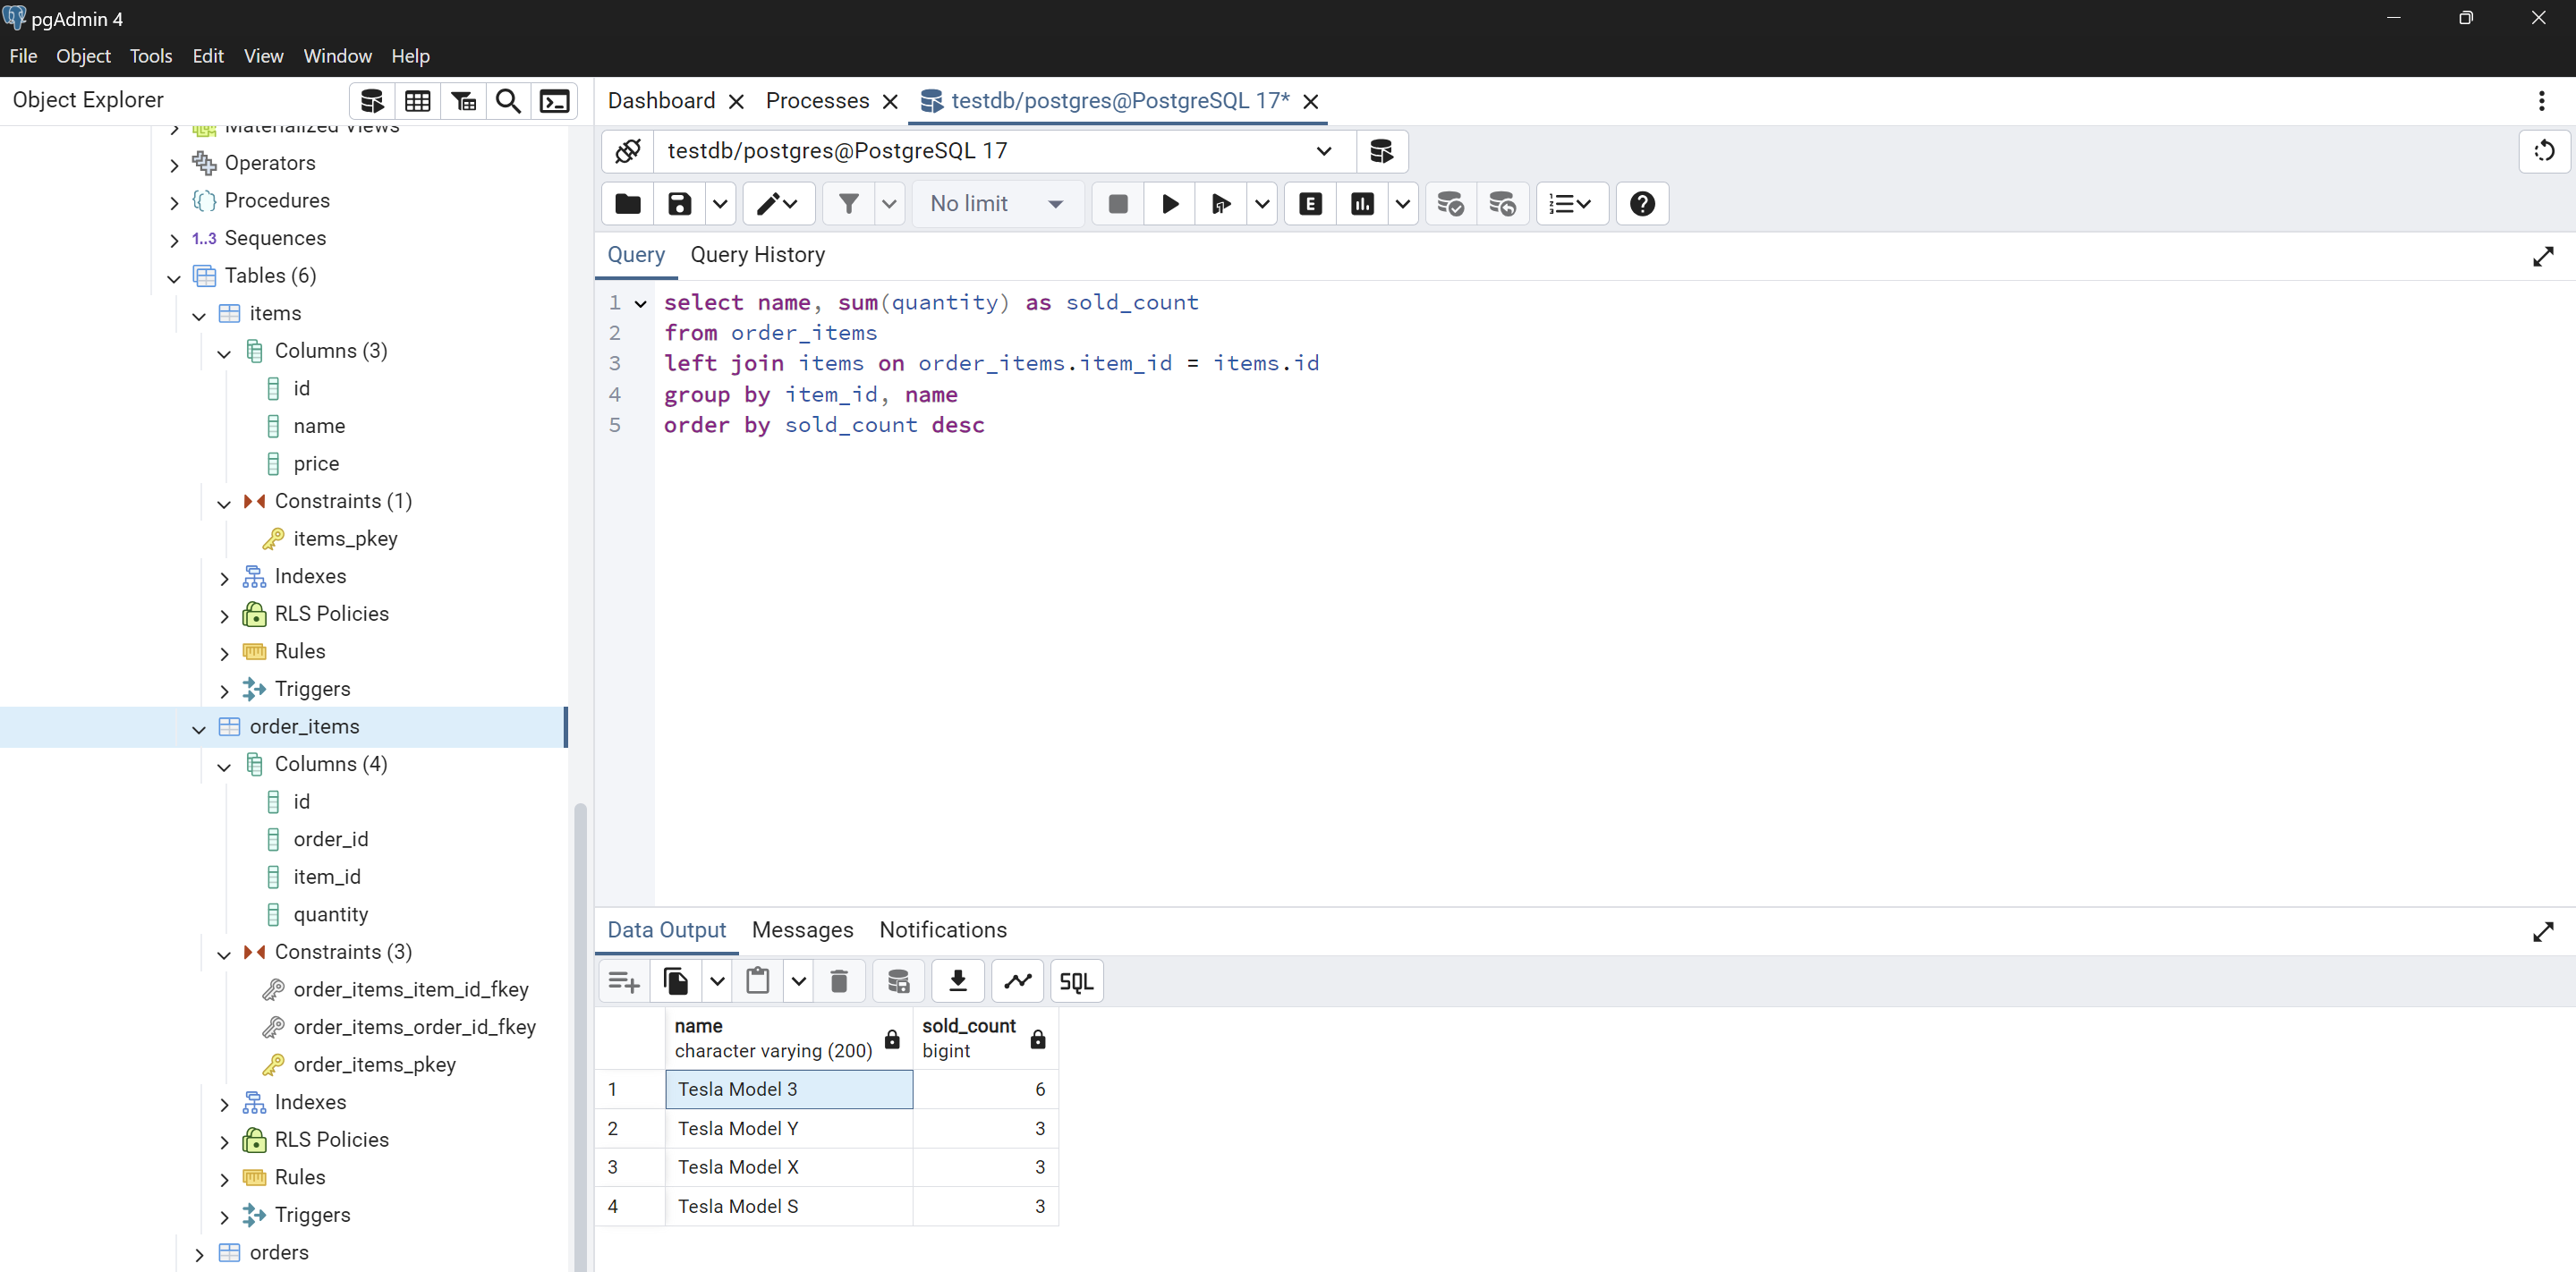 pgAdmin 4
File Object Tools Edit View Window Help
Object Explorer
Materialized Views
Operators
Procedures
1..3 Sequences
Tables (6)
items
Columns (3)
id
name
price
Constraints (1)
items_pkey
Indexes
RLS Policies
Rules
Triggers
order_items
Columns (4)
id
order_id
item_id
quantity
Constraints (3)
order_items_item_id_fkey
order_items_order_id_fkey
order_items_pkey
Indexes
RLS Policies
Rules
Triggers
orders
Dashboard Processes testdb/postgres@PostgreSQL 17*
testdb/postgres@PostgreSQL 17
No limit E
Query Query History
1 select name, sum(quantity) as sold_count
2 from order_items
3 left join items on order_items.item_id = items.id
4 group by item_id, name
5 order by sold_count desc
Data Output Messages Notifications
SQL
name sold_count
character varying (200) bigint
1 Tesla Model 3 6
2 Tesla Model Y 3
3 Tesla Model X 3
4 Tesla Model S 3